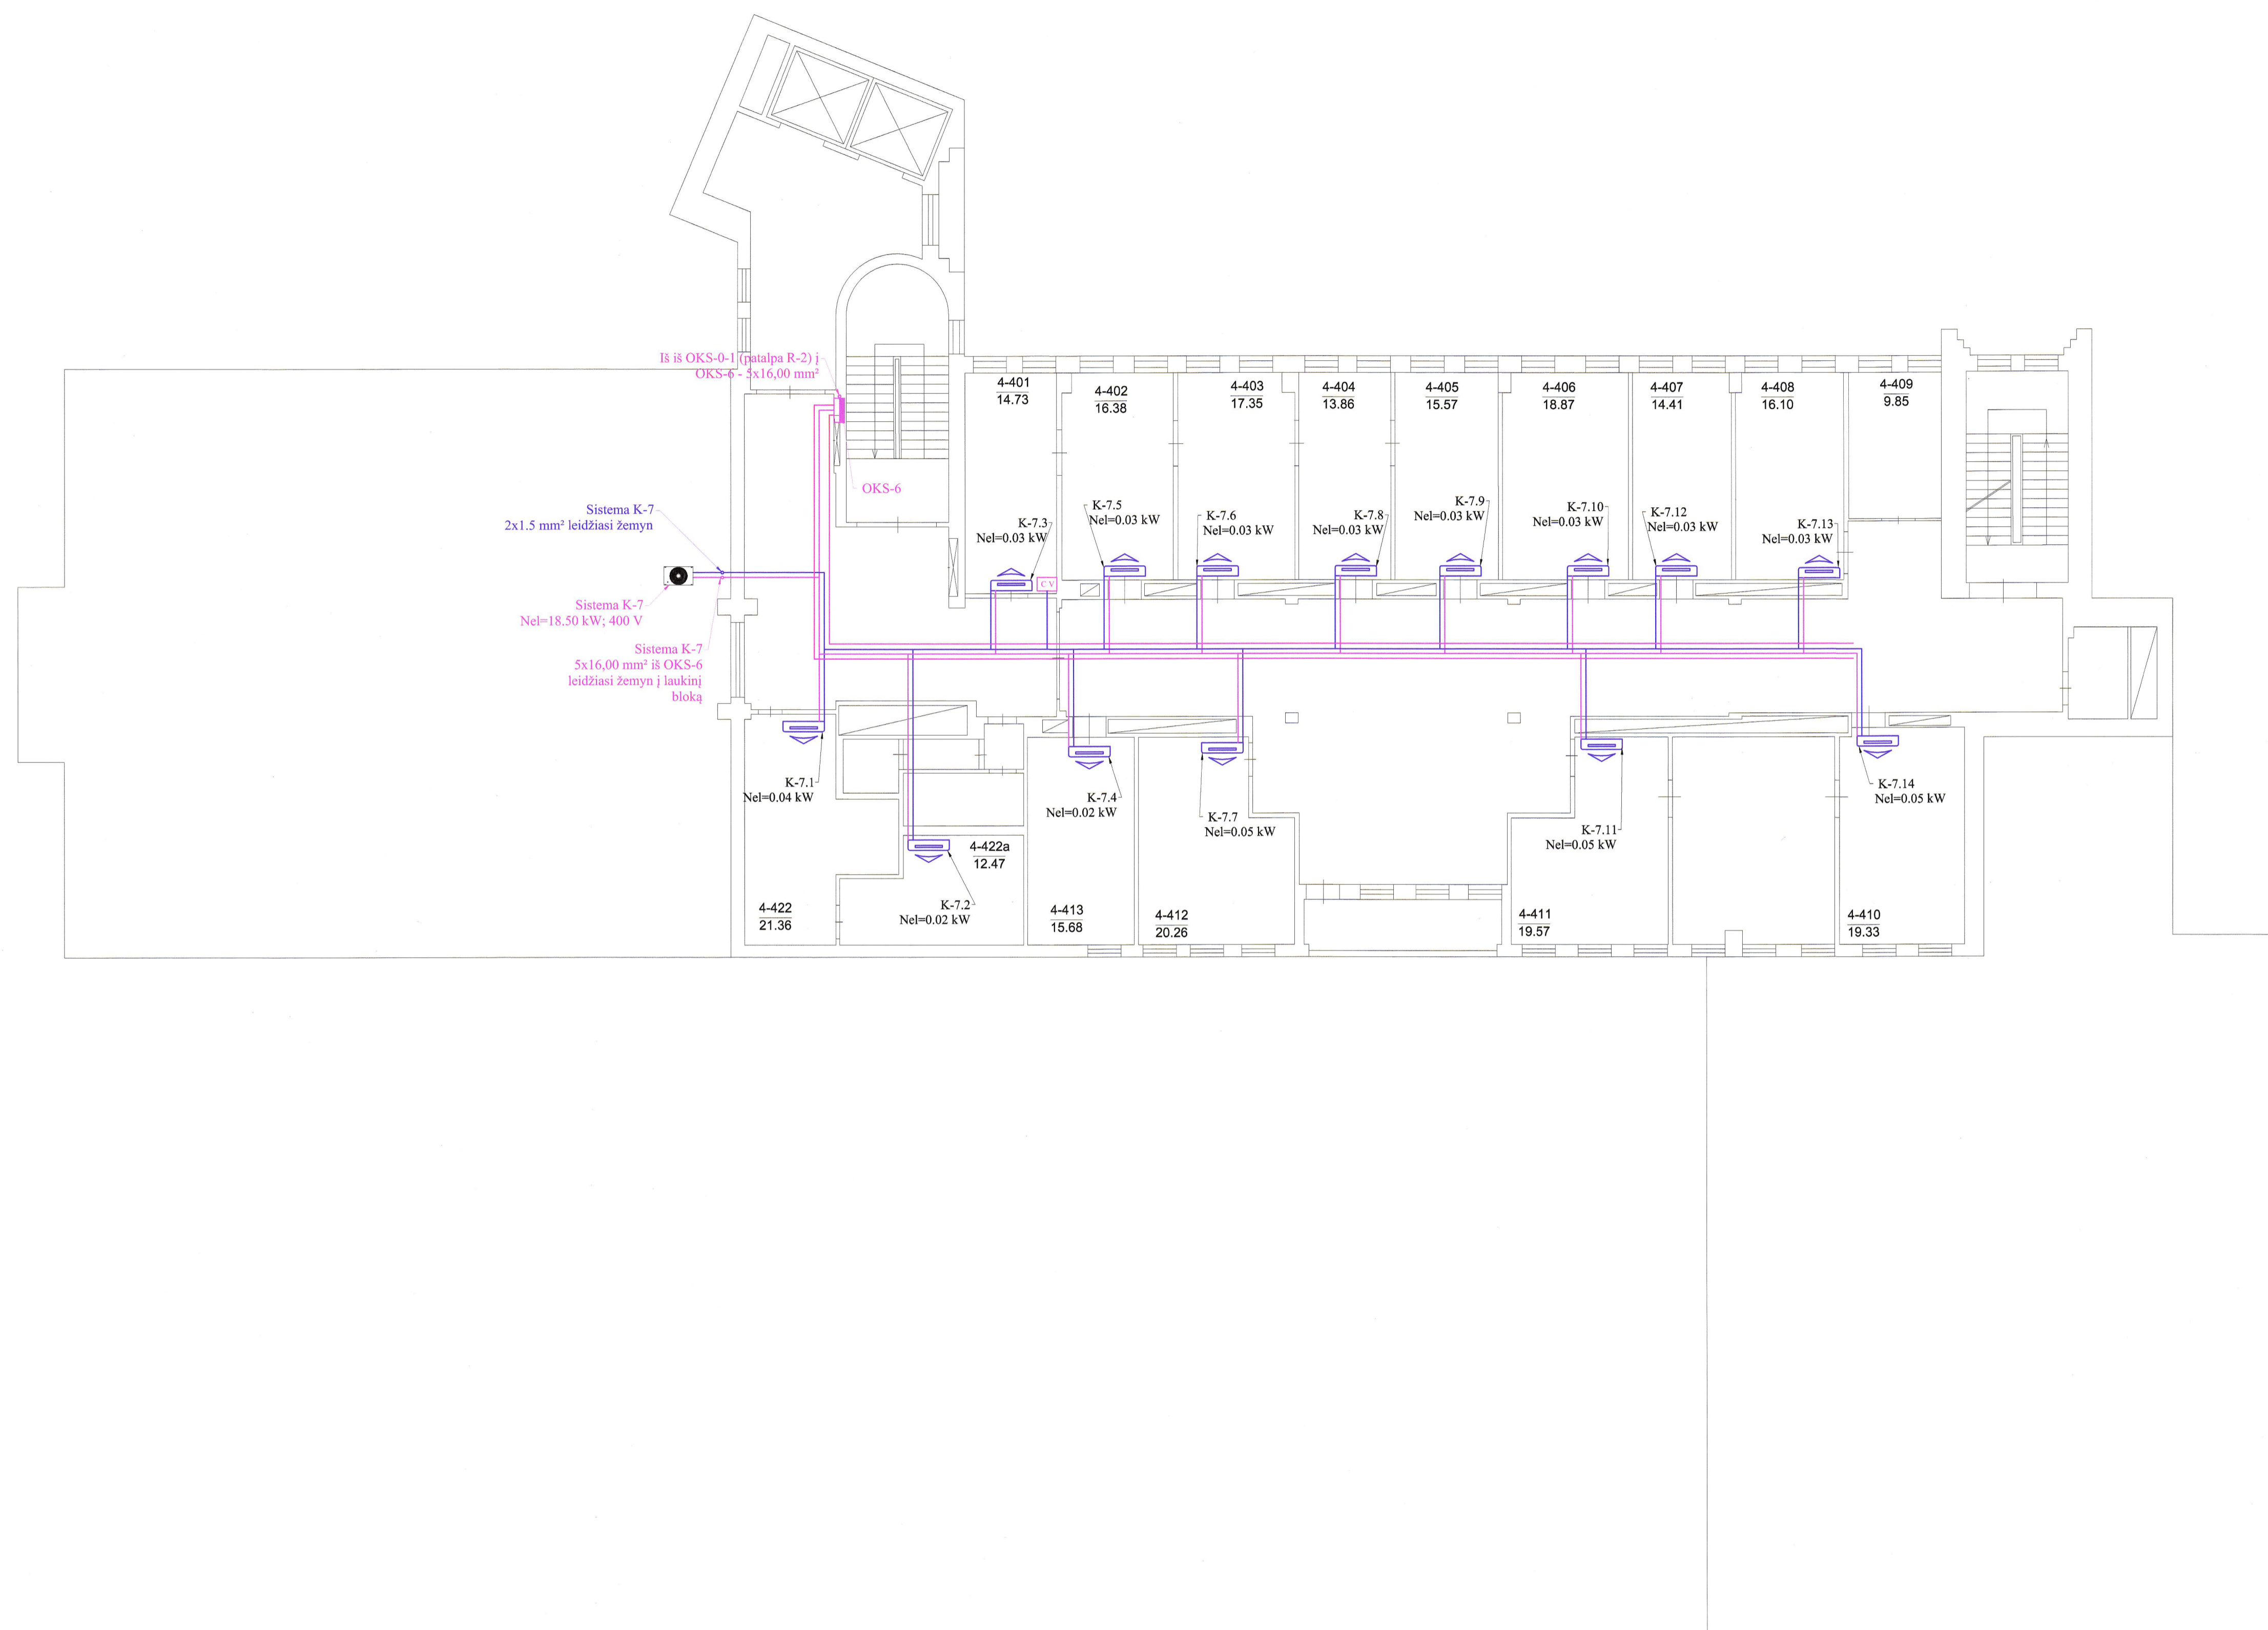 Iš iš OKS-0-1 (patalpa R-2) į
OKS-6 - 5x16,00 mm²
4-401
14.73
4-402
16.38
4-403
17.35
4-404
13.86
4-405
15.57
4-406
18.87
4-407
14.41
4-408
16.10
4-409
9.85
OKS-6
Sistema K-7
2x1.5 mm² leidžiasi žemyn
K-7.3
Nel=0.03 kW
K-7.5
Nel=0.03 kW
K-7.6
Nel=0.03 kW
K-7.8
Nel=0.03 kW
K-7.9
Nel=0.03 kW
K-7.10
Nel=0.03 kW
K-7.12
Nel=0.03 kW
K-7.13
Nel=0.03 kW
C V
Sistema K-7
Nel=18.50 kW; 400 V
Sistema K-7
5x16,00 mm² iš OKS-6
leidžiasi žemyn į laukinį
bloką
K-7.1
Nel=0.04 kW
K-7.4
Nel=0.02 kW
K-7.7
Nel=0.05 kW
K-7.11
Nel=0.05 kW
K-7.14
Nel=0.05 kW
4-422a
12.47
K-7.2
Nel=0.02 kW
4-422
21.36
4-413
15.68
4-412
20.26
4-411
19.57
4-410
19.33